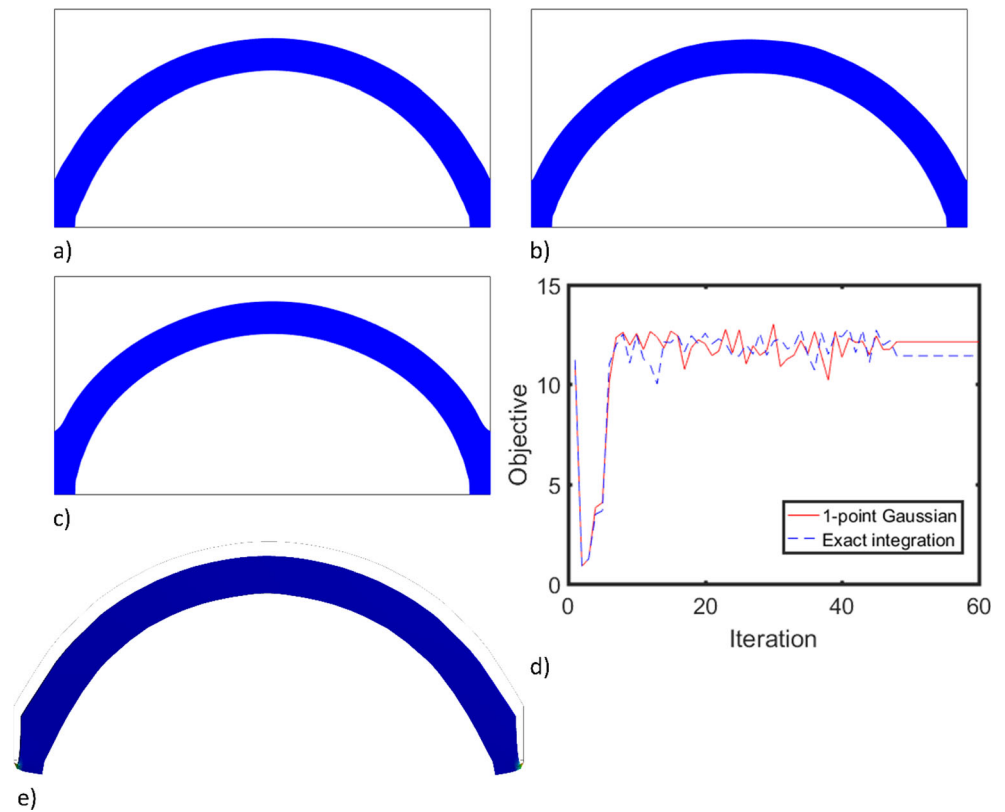 a)
b)
c)
15
10
5
0
Objective
1-point Gaussian
Exact integration
0
20
40
60
Iteration
d)
e)